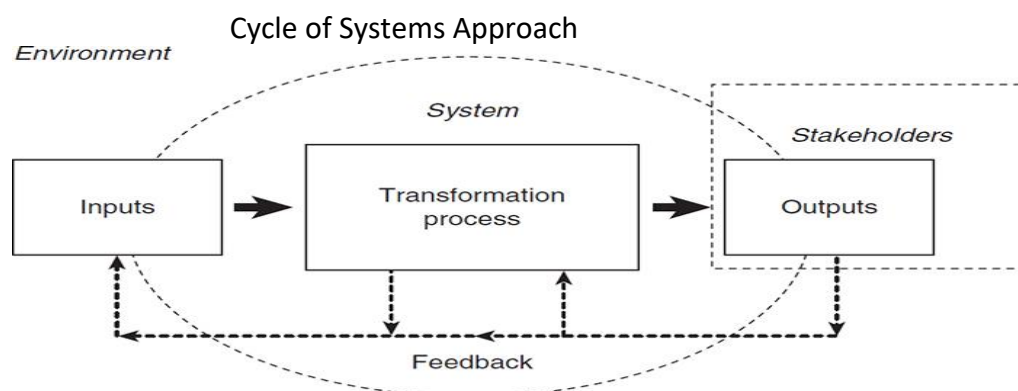 Cycle of Systems Approach
Environment
System
Stakeholders
Inputs
Transformation
process
Outputs
Feedback